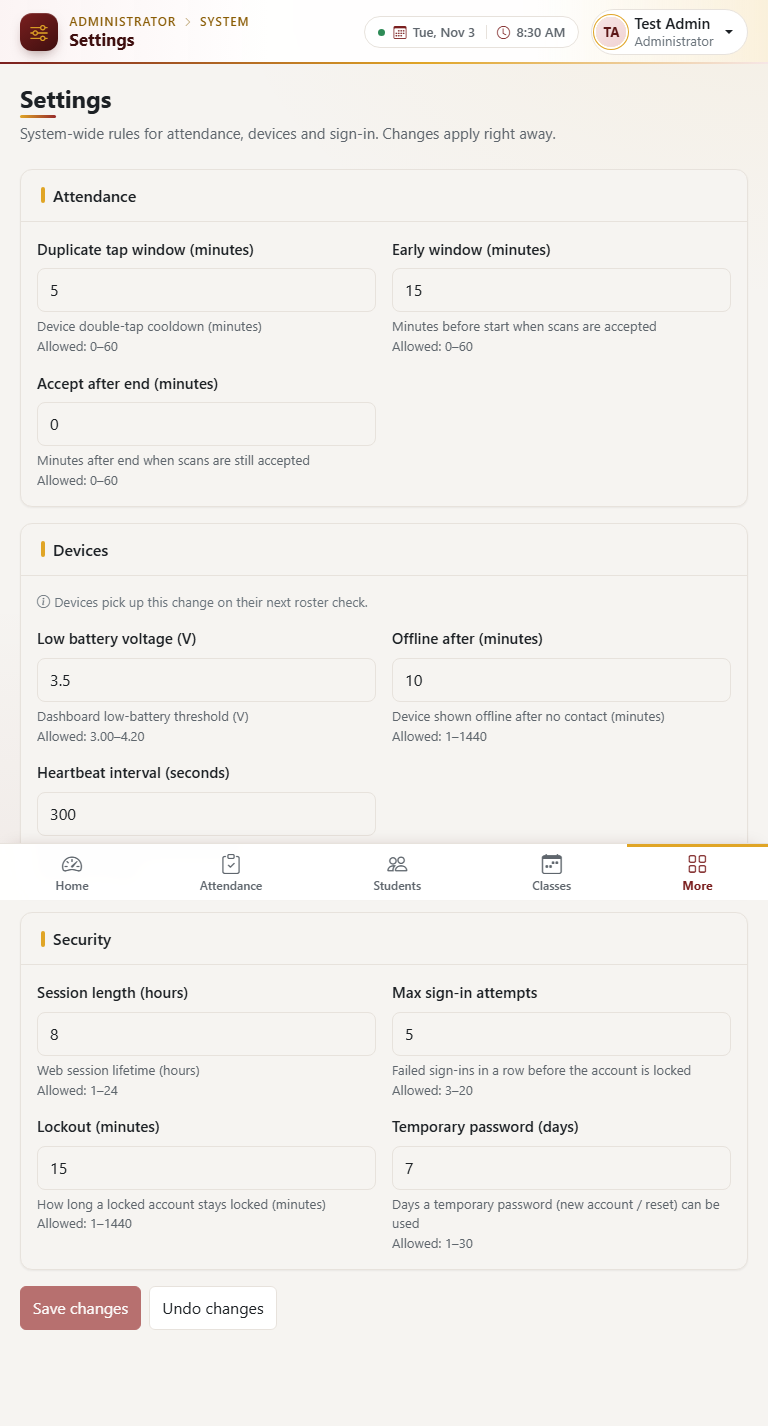 ADMINISTRATOR > SYSTEM
Settings
Tue, Nov 3
8:30 AM
TA
Test Admin
Administrator
Settings
System-wide rules for attendance, devices and sign-in. Changes apply right away.
Attendance
Duplicate tap window (minutes)
5
Device double-tap cooldown (minutes)
Allowed: 0–60
Early window (minutes)
15
Minutes before start when scans are accepted
Allowed: 0–60
Accept after end (minutes)
0
Minutes after end when scans are still accepted
Allowed: 0–60
Devices
Devices pick up this change on their next roster check.
Low battery voltage (V)
3.5
Dashboard low-battery threshold (V)
Allowed: 3.00–4.20
Offline after (minutes)
10
Device shown offline after no contact (minutes)
Allowed: 1–1440
Heartbeat interval (seconds)
300
Home
Attendance
Students
Classes
More
Security
Session length (hours)
8
Web session lifetime (hours)
Allowed: 1–24
Max sign-in attempts
5
Failed sign-ins in a row before the account is locked
Allowed: 3–20
Lockout (minutes)
15
How long a locked account stays locked (minutes)
Allowed: 1–1440
Temporary password (days)
7
Days a temporary password (new account / reset) can be
used
Allowed: 1–30
Save changes
Undo changes